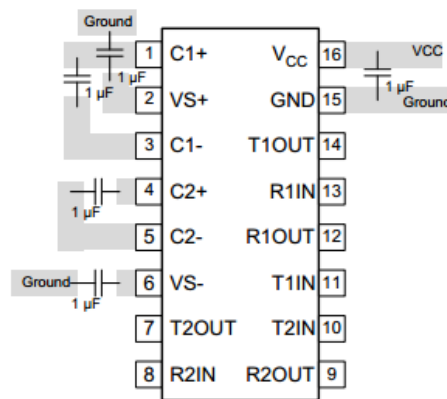 Ground
1 C1+ VCC 16 VCC
1 µF 1 µF 1 µF
2 VS+ GND 15 Ground
3 C1- T1OUT 14
4 C2+ R1IN 13
1 µF
5 C2- R1OUT 12
Ground 6 VS- T1IN 11
1 µF
7 T2OUT T2IN 10
8 R2IN R2OUT 9